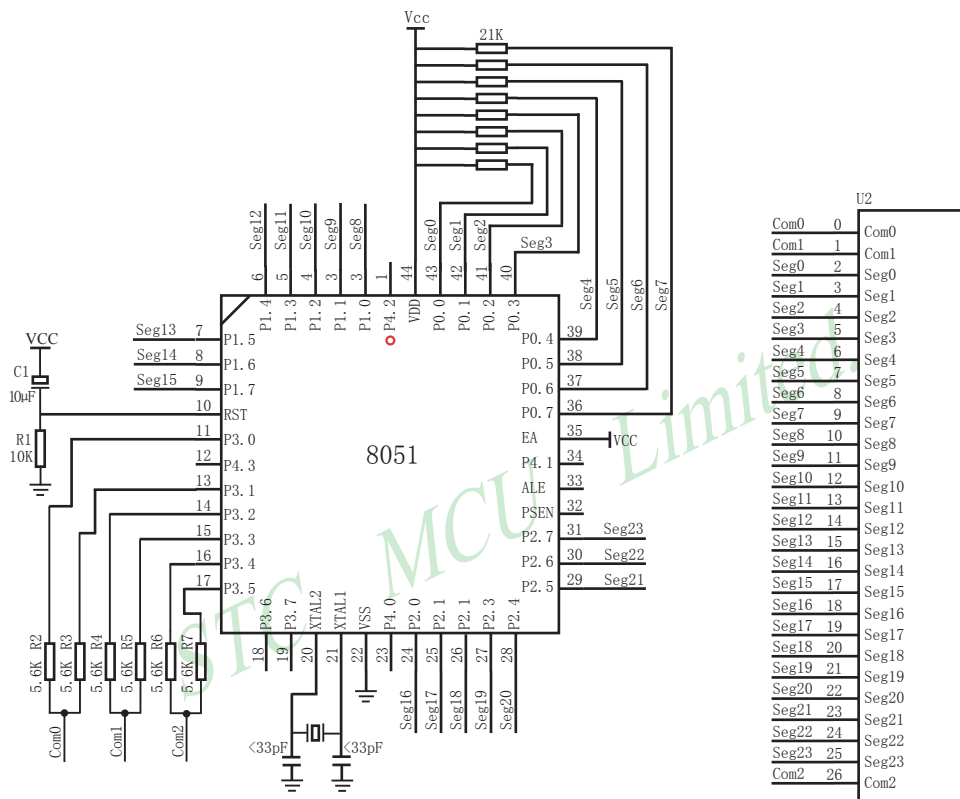 Vcc
21K
Seg12
Seg11
Seg10
Seg9
Seg8
Seg0
Seg1
Seg2
Seg3
Seg4
Seg5
Seg6
Seg7
6
5
4
3
3
1
44
43
42
41
40
P1.4
P1.3
P1.2
P1.1
P1.0
P4.2
VDD
P0.0
P0.1
P0.2
P0.3
Seg13 7 P1.5
Seg14 8 P1.6
Seg15 9 P1.7
10 RST
11 P3.0
12 P4.3
13 P3.1
14 P3.2
15 P3.3
16 P3.4
17 P3.5
VCC
C1
10μF
R1
10K
8051
P0.4 39
P0.5 38
P0.6 37
P0.7 36
EA 35 VCC
P4.1 34
ALE 33
PSEN 32
P2.7 31 Seg23
P2.6 30 Seg22
P2.5 29 Seg21
P3.6
P3.7
XTAL2
XTAL1
VSS
P4.0
P2.0
P2.1
P2.1
P2.3
P2.4
18
19
20
21
22
23
24
25
26
27
28
Seg16
Seg17
Seg18
Seg19
Seg20
5.6K R2
5.6K R3
5.6K R4
5.6K R5
5.6K R6
5.6K R7
Com0
Com1
Com2
<33pF
<33pF
U2
Com0 0 Com0
Com1 1 Com1
Seg0 2 Seg0
Seg1 3 Seg1
Seg2 4 Seg2
Seg3 5 Seg3
Seg4 6 Seg4
Seg5 7 Seg5
Seg6 8 Seg6
Seg7 9 Seg7
Seg8 10 Seg8
Seg9 11 Seg9
Seg10 12 Seg10
Seg11 13 Seg11
Seg12 14 Seg12
Seg13 15 Seg13
Seg14 16 Seg14
Seg15 17 Seg15
Seg16 18 Seg16
Seg17 19 Seg17
Seg18 20 Seg18
Seg19 21 Seg19
Seg20 22 Seg20
Seg21 23 Seg21
Seg22 24 Seg22
Seg23 25 Seg23
Com2 26 Com2
STC MCU Limited.